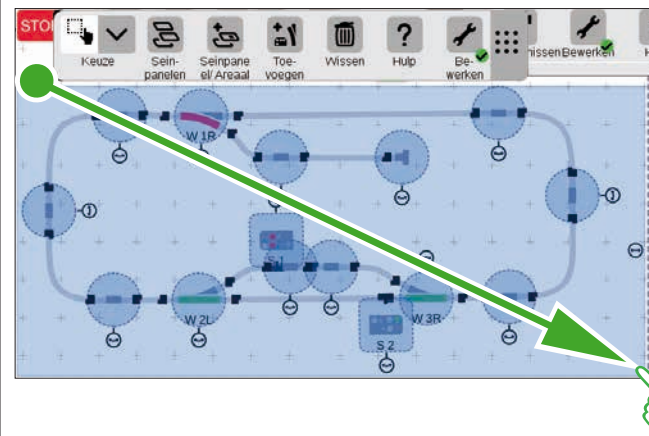 STO
Keuze
Sein-
panelen
Seinpane
el/ Areaal
Toe-
voegen
Wissen
?
Hulp
Be-
werken
nissen Bewerken
H
W 1R
S 1
W 2L
W 3R
S 2